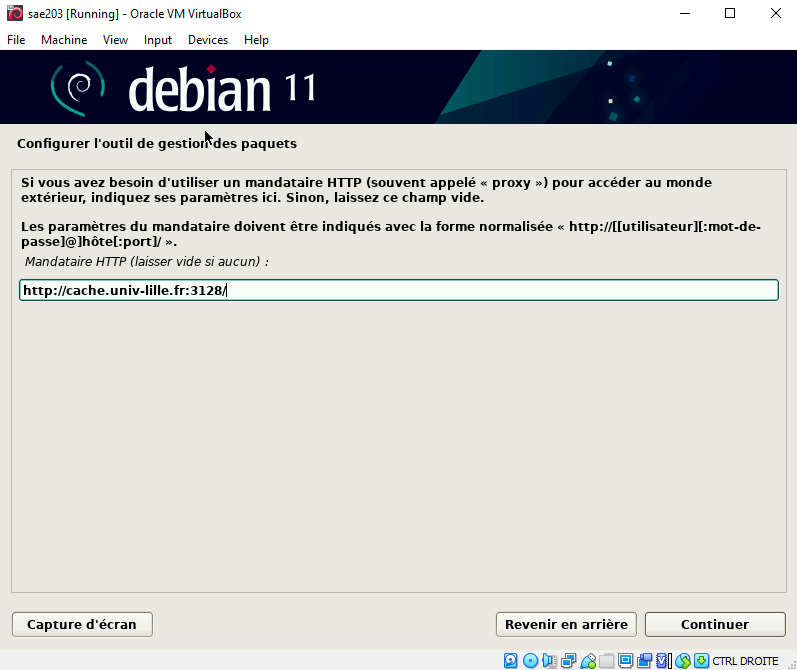 sae203 [Running] - Oracle VM VirtualBox
File Machine View Input Devices Help
debian 11
Configurer l'outil de gestion des paquets
Si vous avez besoin d'utiliser un mandataire HTTP (souvent appelé « proxy ») pour accéder au monde
extérieur, indiquez ses paramètres ici. Sinon, laissez ce champ vide.
Les paramètres du mandataire doivent être indiqués avec la forme normalisée « http://[[utilisateur][:mot-de-
passe]@]hôte[:port]/ ».
Mandataire HTTP (laisser vide si aucun) :
http://cache.univ-lille.fr:3128/
Capture d'écran Revenir en arrière Continuer
CTRL DROITE